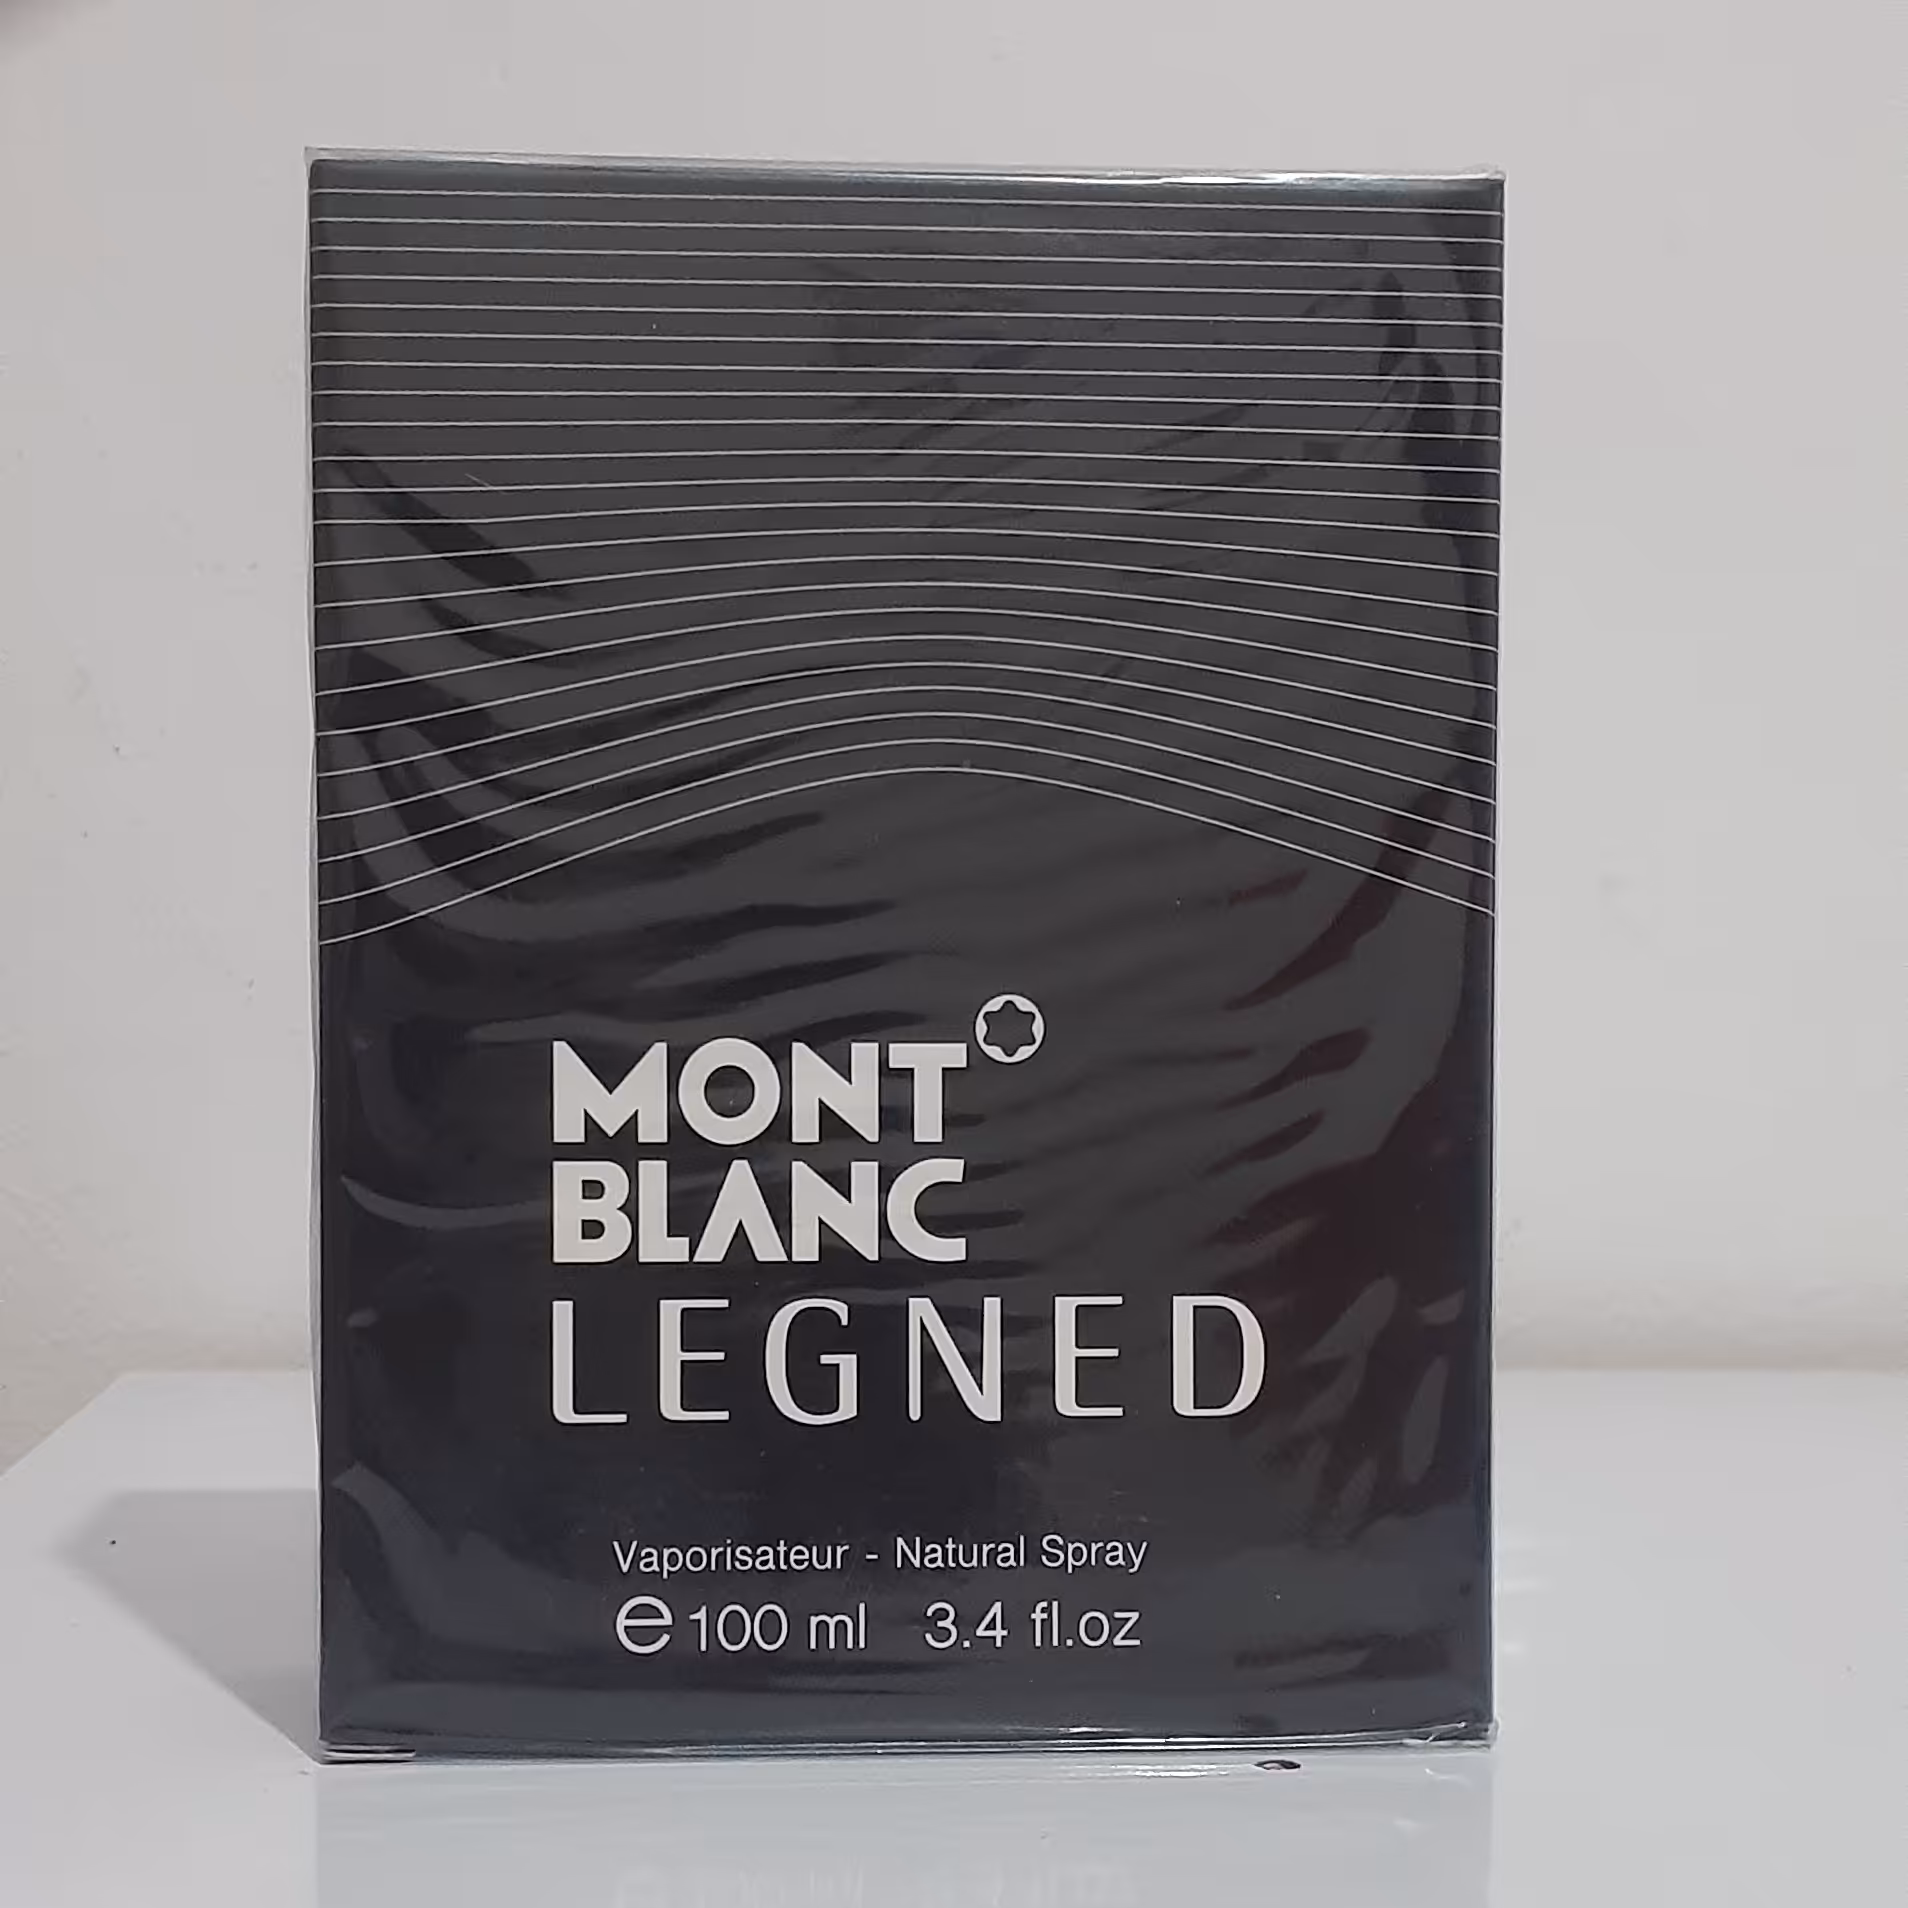 MONT
BLANC
LEGNED
Vaporisateur - Natural Spray
e 100 ml 3.4 fl.oz